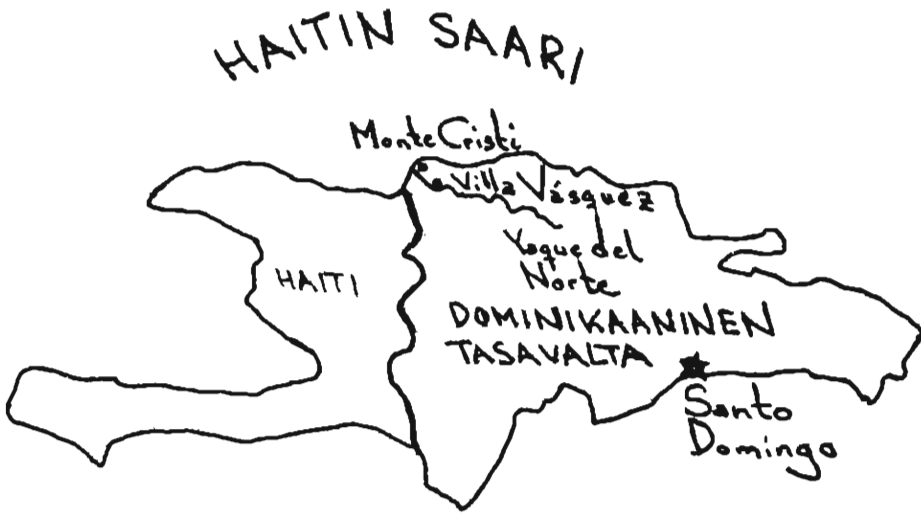 HAITIN SAARI
Monte Cristi
Villa Vásquez
Yaque del
Norte
HAITI
DOMINIKAANINEN
TASAVALTA
Santo
Domingo